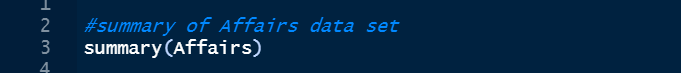 1
2 #summary of Affairs data set
3 summary(Affairs)
4